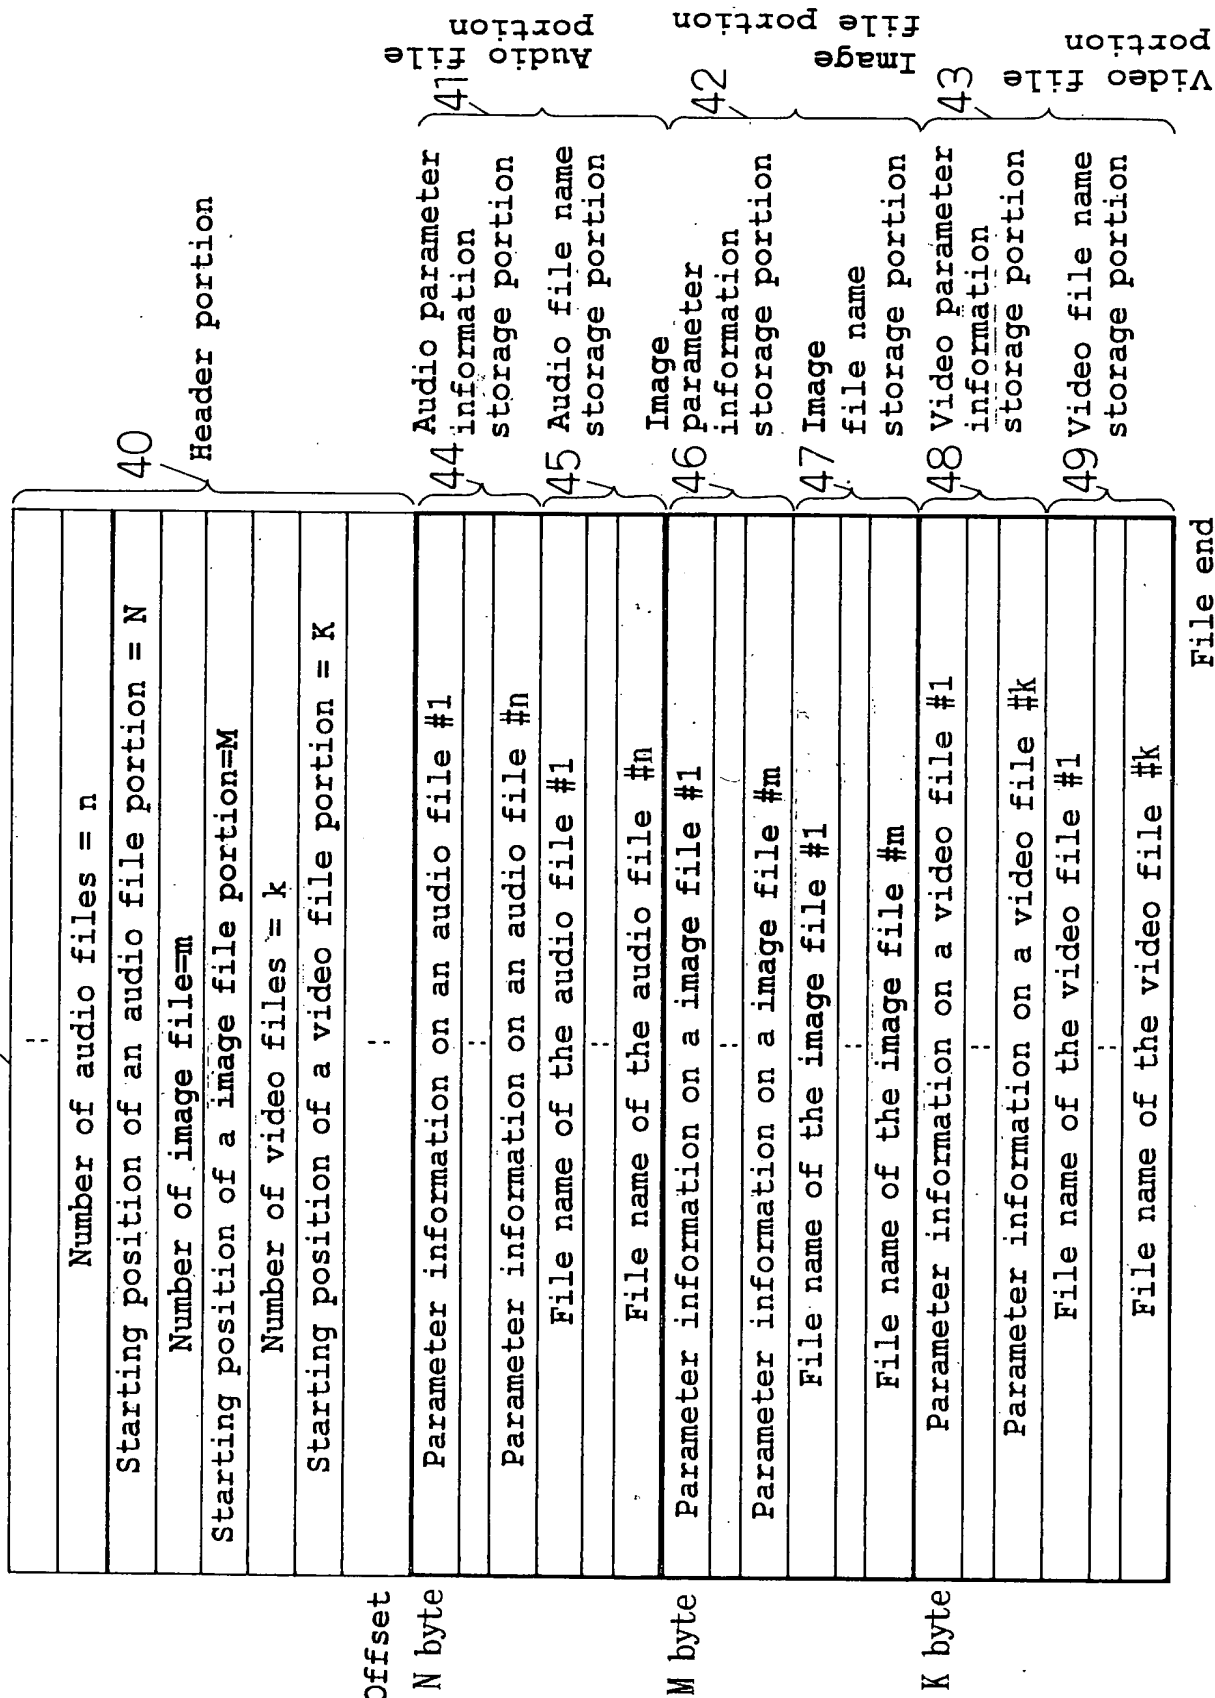 --
Number of audio files = n
Starting position of an audio file portion = N
Number of image file=m
Starting position of a image file portion=M
Number of video files = k
Starting position of a video file portion = K
--
40
Header portion
Offset
N byte
Parameter information on an audio file #1
--
Parameter information on an audio file #n
44
Audio parameter
information
storage portion
File name of the audio file #1
--
File name of the audio file #n
45
Audio file name
storage portion
41
Audio file
portion
M byte
Parameter information on a image file #1
--
Parameter information on a image file #m
46
Image
parameter
information
storage portion
File name of the image file #1
--
File name of the image file #m
47
Image
file name
storage portion
42
Image
file portion
K byte
Parameter information on a video file #1
--
Parameter information on a video file #k
48
Video parameter
information
storage portion
File name of the video file #1
--
File name of the video file #k
49
Video file name
storage portion
43
Video file
portion
File end